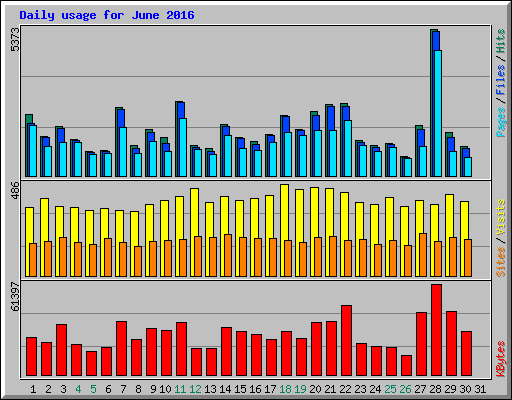 Daily usage for June 2016
5373
486
61397
Pages / Files / Hits
Sites / Visits
KBytes
1 2 3 4 5 6 7 8 9 10 11 12 13 14 15 16 17 18 19 20 21 22 23 24 25 26 27 28 29 30 31